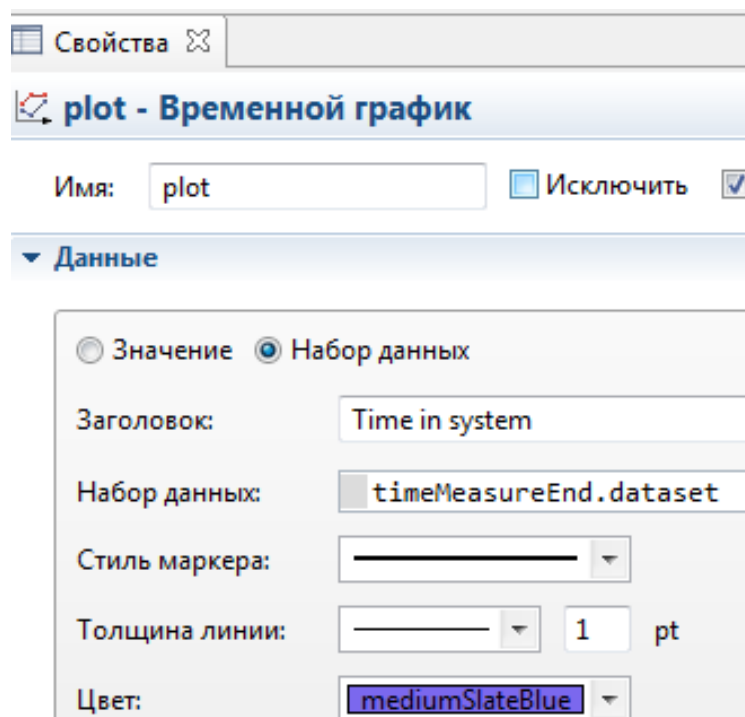 Свойства
plot - Временной график
Имя: plot Исключить
Данные
Значение Набор данных
Заголовок: Time in system
Набор данных: timeMeasureEnd.dataset
Стиль маркера:
Толщина линии: 1 pt
Цвет: mediumSlateBlue